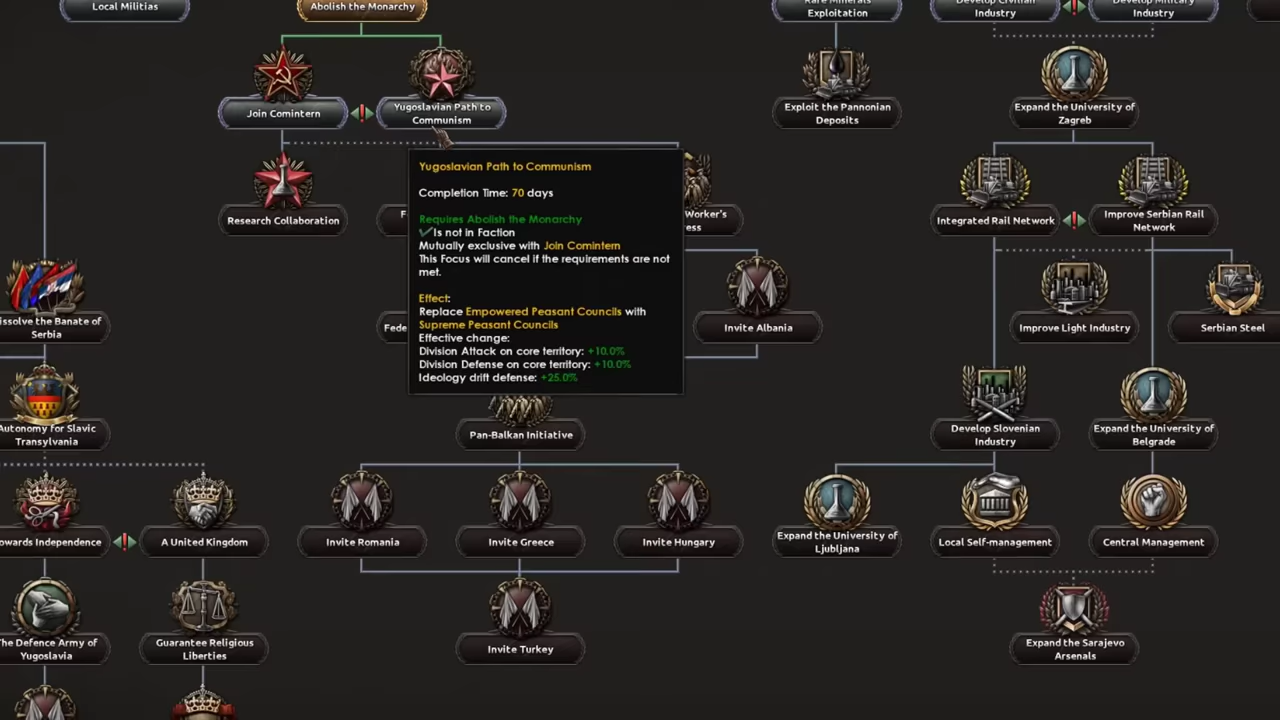 Local Militias
Abolish the Monarchy
Exploitation
Industry
Industry
Join Comintern
Yugoslavian Path to
Communism
Exploit the Pannonian
Deposits
Expand the University of
Zagreb
Yugoslavian Path to Communism
Completion Time: 70 days
Requires Abolish the Monarchy
Is not in Faction
Mutually exclusive with Join Comintern
This Focus will cancel if the requirements are not
met.
Effect:
Replace Empowered Peasant Councils with
Supreme Peasant Councils
Effective change:
Division Attack on core territory: +10.0%
Division Defense on core territory: +10.0%
Ideology drift defense: +25.0%
Research Collaboration
Worker's
ress
Integrated Rail Network
Improve Serbian Rail
Network
issolve the Banate of
Serbia
Fede
Invite Albania
Improve Light Industry
Serbian Steel
Autonomy for Slavic
Transylvania
Pan-Balkan Initiative
Develop Slovenian
Industry
Expand the University of
Belgrade
owards Independence
A United Kingdom
Invite Romania
Invite Greece
Invite Hungary
Expand the University of
Ljubljana
Local Self-management
Central Management
The Defence Army of
Yugoslavia
Guarantee Religious
Liberties
Invite Turkey
Expand the Sarajevo
Arsenals